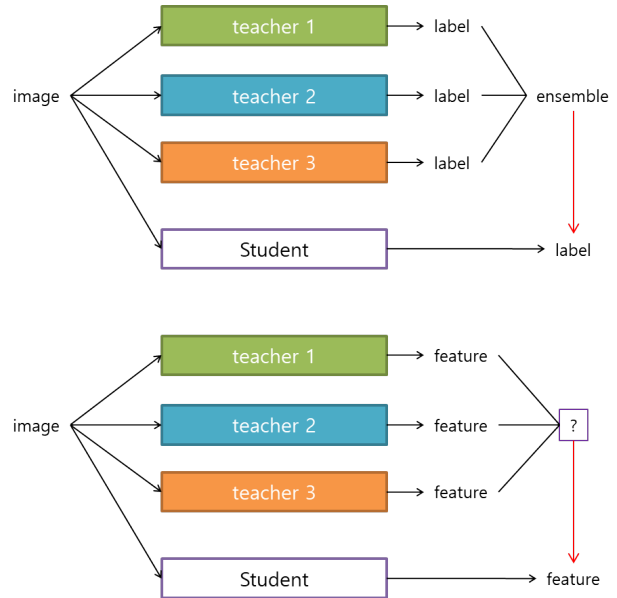 teacher 1
label
image
teacher 2
label
ensemble
teacher 3
label
Student
label
teacher 1
feature
image
teacher 2
feature
?
teacher 3
feature
Student
feature